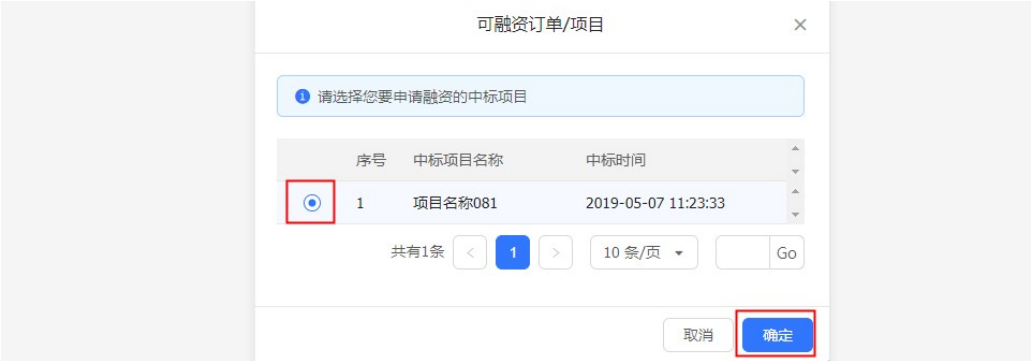 可融资订单/项目
请选择您要申请融资的中标项目
序号 中标项目名称 中标时间
1 项目名称081 2019-05-07 11:23:33
共有1条 < 1 > 10 条/页 Go
取消 确定